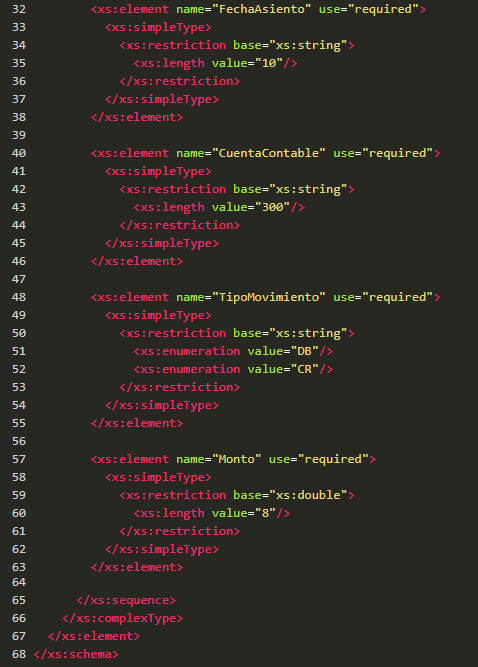 32 <xs:element name="FechaAsiento" use="required">
33 <xs:simpleType>
34 <xs:restriction base="xs:string">
35 <xs:length value="10"/>
36 </xs:restriction>
37 </xs:simpleType>
38 </xs:element>
39
40 <xs:element name="CuentaContable" use="required">
41 <xs:simpleType>
42 <xs:restriction base="xs:string">
43 <xs:length value="300"/>
44 </xs:restriction>
45 </xs:simpleType>
46 </xs:element>
47
48 <xs:element name="TipoMovimiento" use="required">
49 <xs:simpleType>
50 <xs:restriction base="xs:string">
51 <xs:enumeration value="DB"/>
52 <xs:enumeration value="CR"/>
53 </xs:restriction>
54 </xs:simpleType>
55 </xs:element>
56
57 <xs:element name="Monto" use="required">
58 <xs:simpleType>
59 <xs:restriction base="xs:double">
60 <xs:length value="8"/>
61 </xs:restriction>
62 </xs:simpleType>
63 </xs:element>
64
65 </xs:sequence>
66 </xs:complexType>
67 </xs:element>
68 </xs:schema>